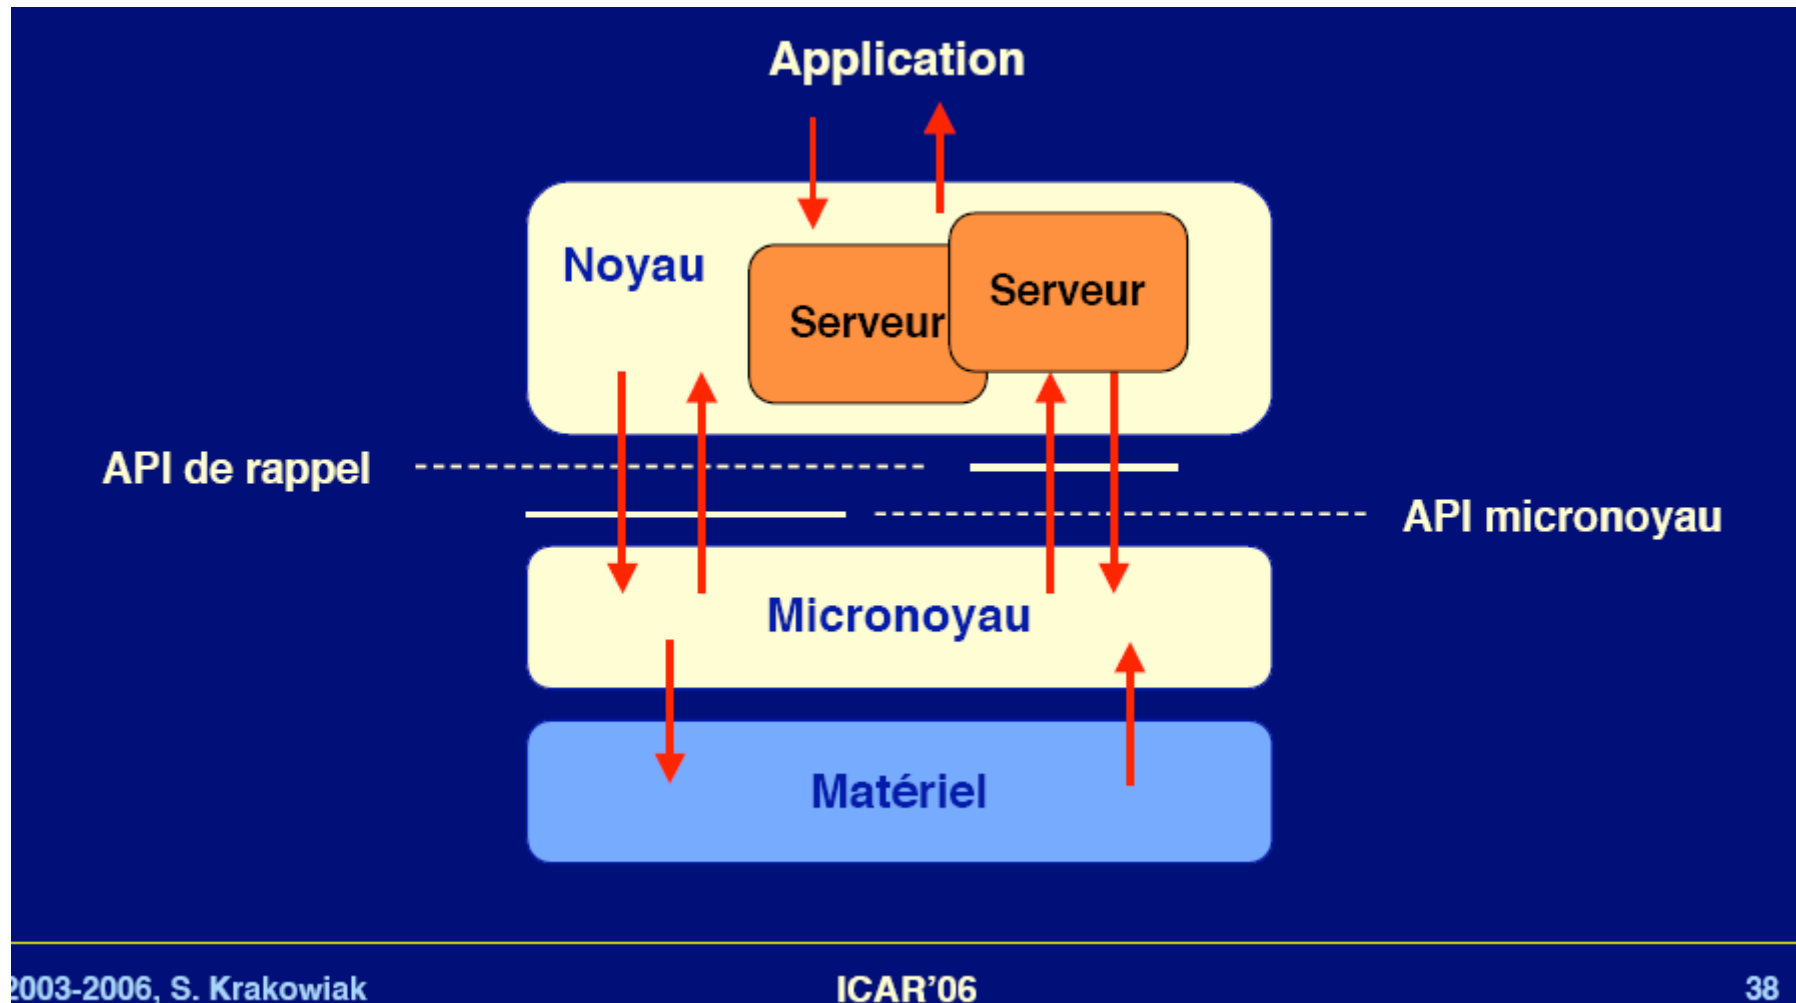 Application
Noyau
Serveur
Serveur
API de rappel
API micronoyau
Micronoyau
Matériel
2003-2006, S. Krakowiak
ICAR’06
38